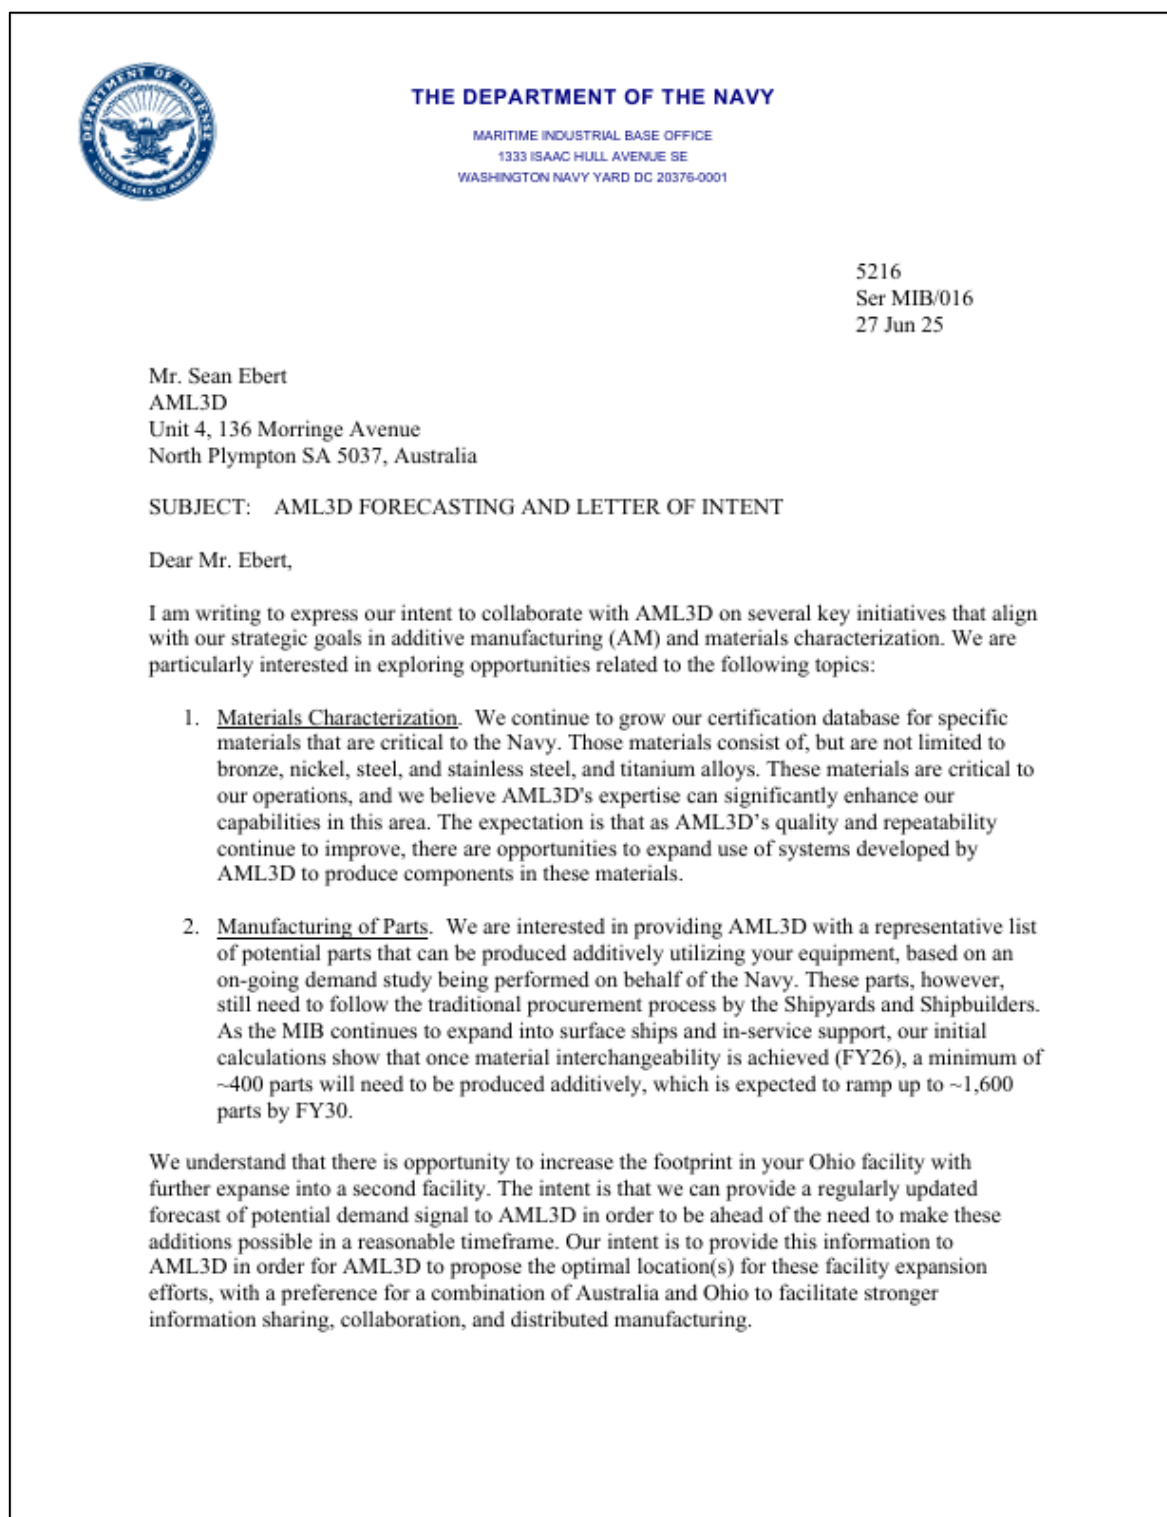 DEPARTMENT OF DEFENSE
UNITED STATES OF AMERICA
THE DEPARTMENT OF THE NAVY
MARITIME INDUSTRIAL BASE OFFICE
1333 ISAAC HULL AVENUE SE
WASHINGTON NAVY YARD DC 20376-0001
5216
Ser MIB/016
27 Jun 25
Mr. Sean Ebert
AML3D
Unit 4, 136 Morringe Avenue
North Plympton SA 5037, Australia
SUBJECT: AML3D FORECASTING AND LETTER OF INTENT
Dear Mr. Ebert,
I am writing to express our intent to collaborate with AML3D on several key initiatives that align
with our strategic goals in additive manufacturing (AM) and materials characterization. We are
particularly interested in exploring opportunities related to the following topics:
1. Materials Characterization. We continue to grow our certification database for specific
materials that are critical to the Navy. Those materials consist of, but are not limited to
bronze, nickel, steel, and stainless steel, and titanium alloys. These materials are critical to
our operations, and we believe AML3D's expertise can significantly enhance our
capabilities in this area. The expectation is that as AML3D’s quality and repeatability
continue to improve, there are opportunities to expand use of systems developed by
AML3D to produce components in these materials.
2. Manufacturing of Parts. We are interested in providing AML3D with a representative list
of potential parts that can be produced additively utilizing your equipment, based on an
on-going demand study being performed on behalf of the Navy. These parts, however,
still need to follow the traditional procurement process by the Shipyards and Shipbuilders.
As the MIB continues to expand into surface ships and in-service support, our initial
calculations show that once material interchangeability is achieved (FY26), a minimum of
~400 parts will need to be produced additively, which is expected to ramp up to ~1,600
parts by FY30.
We understand that there is opportunity to increase the footprint in your Ohio facility with
further expanse into a second facility. The intent is that we can provide a regularly updated
forecast of potential demand signal to AML3D in order to be ahead of the need to make these
additions possible in a reasonable timeframe. Our intent is to provide this information to
AML3D in order for AML3D to propose the optimal location(s) for these facility expansion
efforts, with a preference for a combination of Australia and Ohio to facilitate stronger
information sharing, collaboration, and distributed manufacturing.